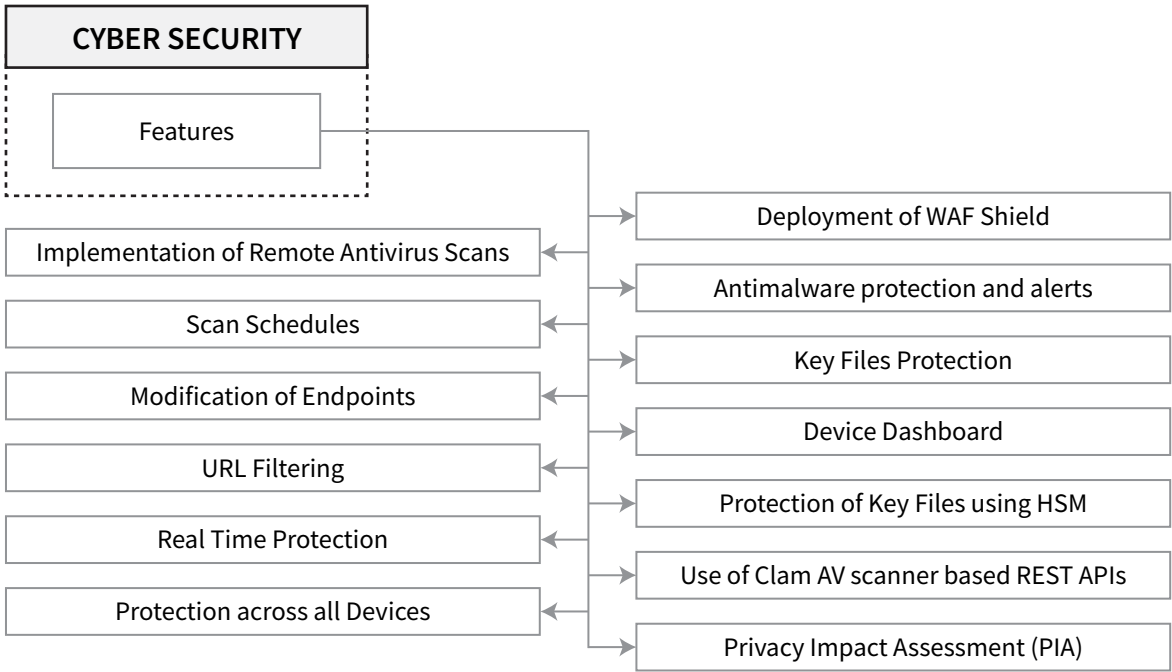 CYBER SECURITY
Features
Implementation of Remote Antivirus Scans
Scan Schedules
Modification of Endpoints
URL Filtering
Real Time Protection
Protection across all Devices
Deployment of WAF Shield
Antimalware protection and alerts
Key Files Protection
Device Dashboard
Protection of Key Files using HSM
Use of Clam AV scanner based REST APIs
Privacy Impact Assessment (PIA)